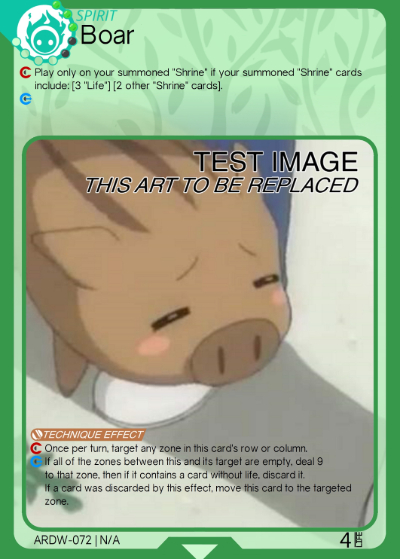 SPIRIT
Boar
C Play only on your summoned "Shrine" if your summoned "Shrine" cards
include: [3 "Life"] [2 other "Shrine" cards].
TEST IMAGE
THIS ART TO BE REPLACED
TECHNIQUE EFFECT
C Once per turn, target any zone in this card's row or column.
If all of the zones between this and its target are empty, deal 9
to that zone, then if it contains a card without life, discard it.
If a card was discarded by this effect, move this card to the targeted
zone.
ARDW-072 | N/A
4 LIFE